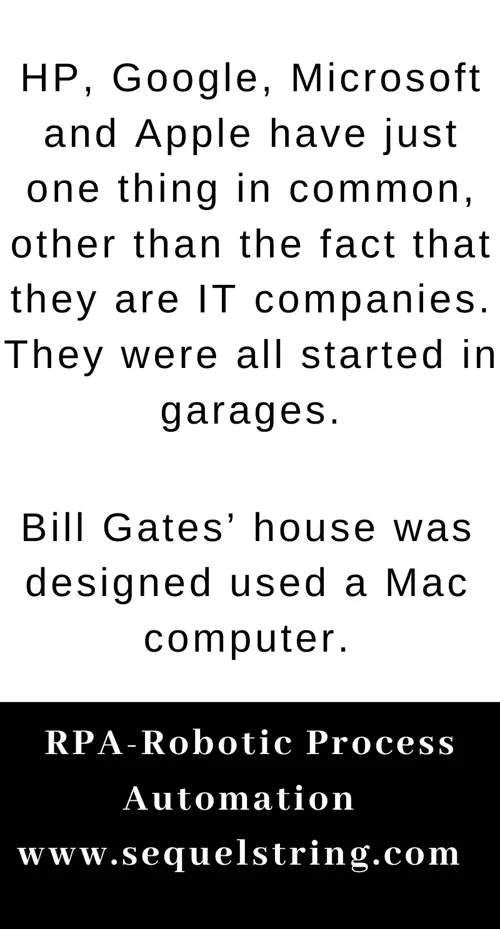 HP, Google, Microsoft
and Apple have just
one thing in common,
other than the fact that
they are IT companies.
They were all started in
garages.
Bill Gates’ house was
designed used a Mac
computer.
RPA-Robotic Process
Automation
www.sequelstring.com